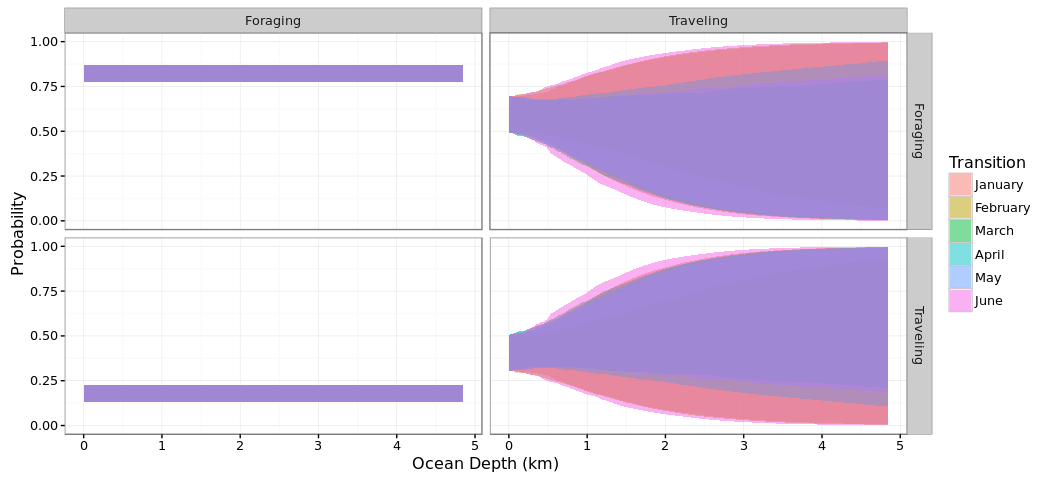 Foraging
Traveling
1.00
0.75
0.50
0.25
0.00
Foraging
1.00
0.75
0.50
0.25
0.00
Traveling
Probability
0 1 2 3 4 5
0 1 2 3 4 5
Ocean Depth (km)
Transition
January
February
March
April
May
June